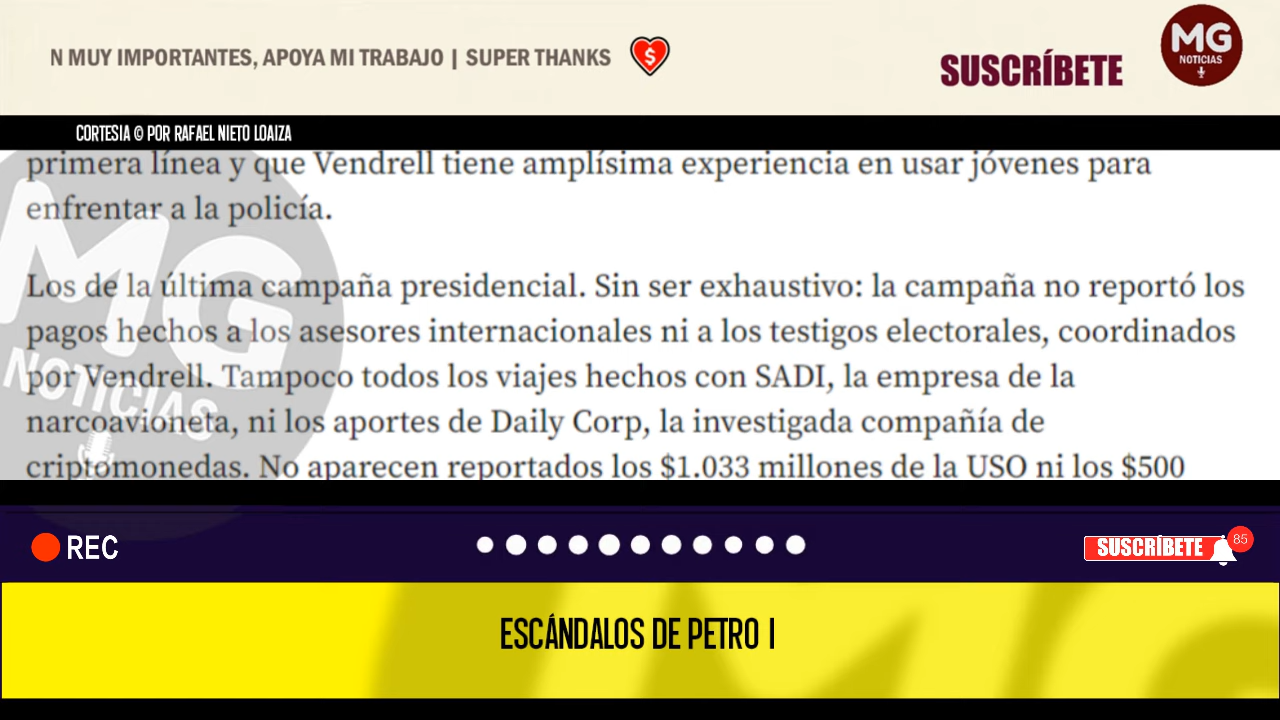 N MUY IMPORTANTES, APOYA MI TRABAJO | SUPER THANKS
$
SUSCRÍBETE
MG
NOTICIAS
CORTESIA © POR RAFAEL NIETO LOAIZA
primera línea y que Vendrell tiene amplísima experiencia en usar jóvenes para
enfrentar a la policía.
Los de la última campaña presidencial. Sin ser exhaustivo: la campaña no reportó los
pagos hechos a los asesores internacionales ni a los testigos electorales, coordinados
por Vendrell. Tampoco todos los viajes hechos con SADI, la empresa de la
narcoavioneta, ni los aportes de Daily Corp, la investigada compañía de
criptomonedas. No aparecen reportados los $1.033 millones de la USO ni los $500
MG
NOTICIAS
REC
SUSCRÍBETE
85
ESCÁNDALOS DE PETRO I